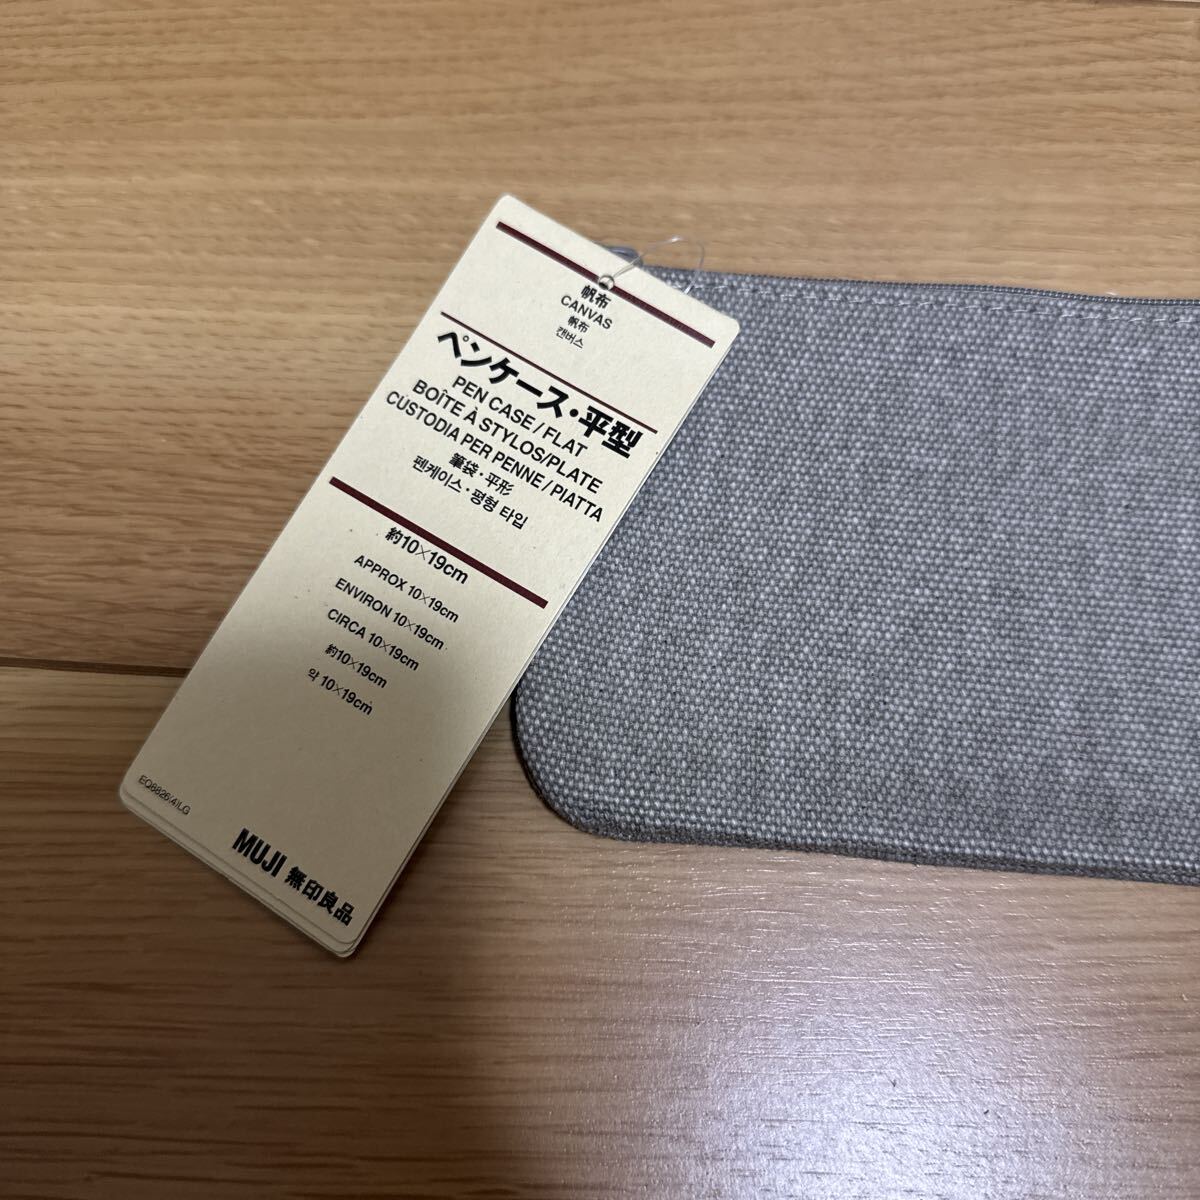 帆布
CANVAS
帆布
캔버스
ペンケース・平型
PEN CASE/FLAT
BOÎTE À STYLOS/PLATE
CUSTODIA PER PENNE/PIATTA
筆袋・平形
펜케이스・평형 타입
約10×19cm
APPROX 10×19cm
ENVIRON 10×19cm
CIRCA 10×19cm
約10×19cm
약 10×19cm
EQ8826(4)LG
MUJI 無印良品